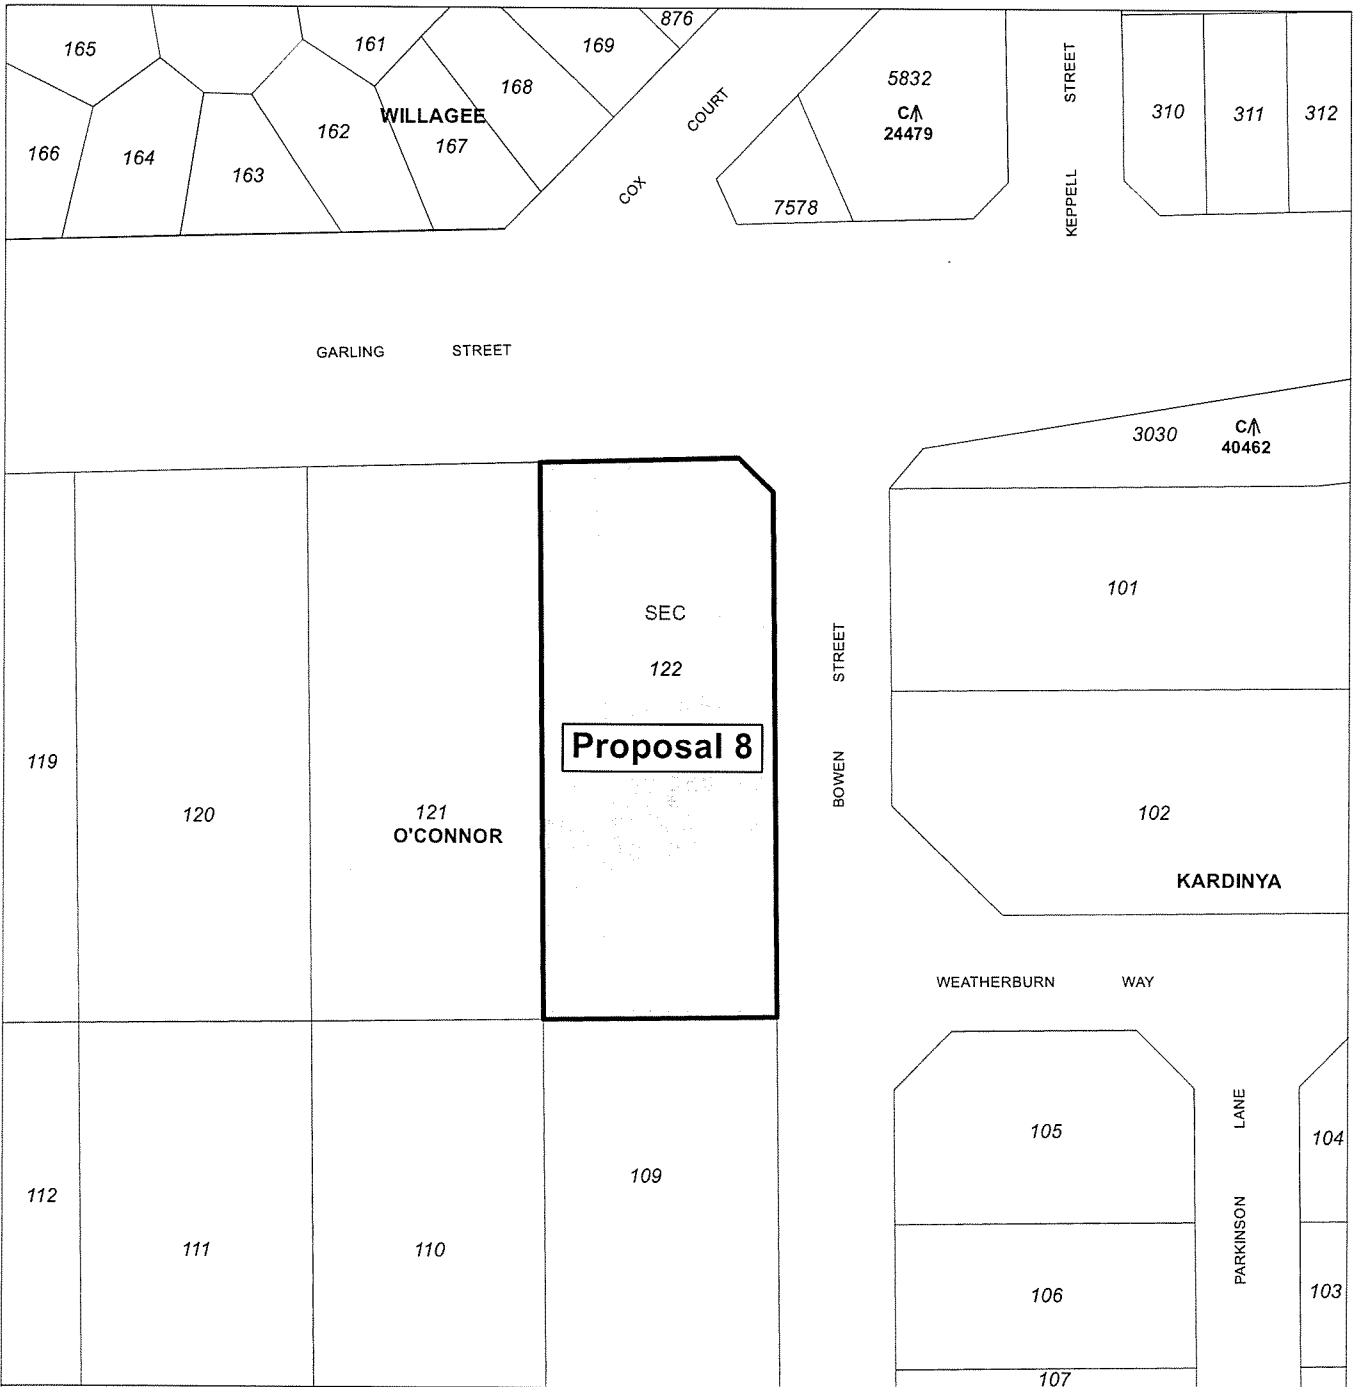 876
165
161
169
168
5832
C
24479
COURT
STREET
310
311
312
WILLAGEE
162
167
166
164
163
COX
7578
KEPPELL
GARLING STREET
3030
C
40462
101
SEC
122
STREET
Proposal 8
BOWEN
119
120
121
O'CONNOR
102
KARDINYA
WEATHERBURN WAY
105
LANE
104
109
112
111
110
PARKINSON
106
103
107